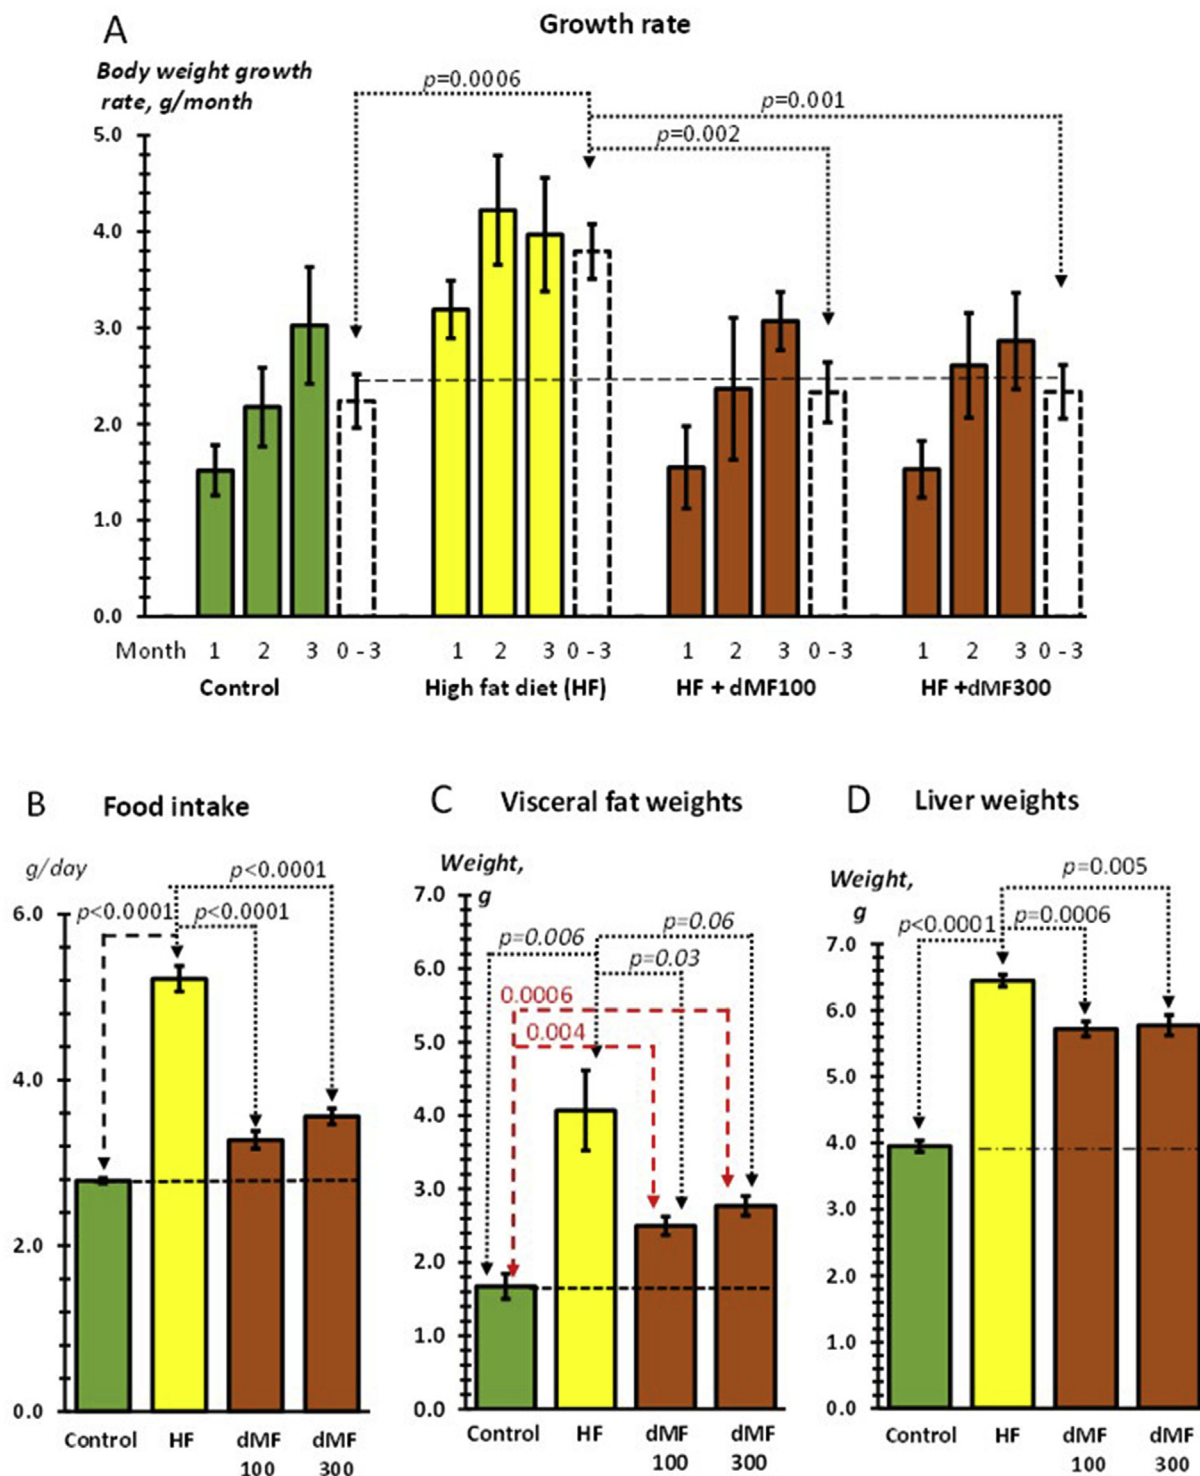 A
Growth rate
Body weight growth
rate, g/month
p=0.0006
p=0.001
p=0.002
5.0
4.0
3.0
2.0
1.0
0.0
Month 1 2 3 0 - 3 1 2 3 0 - 3 1 2 3 0 - 3 1 2 3 0 - 3
Control High fat diet (HF) HF + dMF100 HF +dMF300
B Food intake
g/day
p<0.0001
p<0.0001 p<0.0001
6.0
4.0
2.0
0.0
Control HF dMF dMF
100 300
C Visceral fat weights
Weight,
g
7.0
p=0.06
p=0.006
p=0.03
6.0
0.0006
0.004
5.0
4.0
3.0
2.0
1.0
0.0
Control HF dMF dMF
100 300
D Liver weights
p=0.005
Weight,
g
p<0.0001 p=0.0006
7.0
6.0
5.0
4.0
3.0
2.0
1.0
0.0
Control HF dMF dMF
100 300